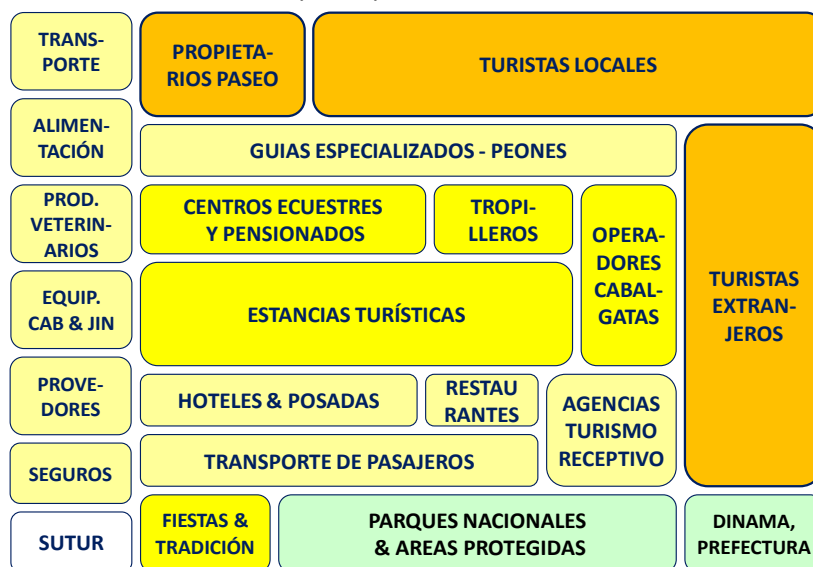 TRANS-
PORTE
PROPIETA-
RIOS PASEO
TURISTAS LOCALES
ALIMEN-
TACIÓN
GUIAS ESPECIALIZADOS - PEONES
PROD.
VETERIN-
ARIOS
CENTROS ECUESTRES
Y PENSIONADOS
TROPI-
LLEROS
OPERA-
DORES
CABAL-
GATAS
TURISTAS
EXTRAN-
JEROS
EQUIP.
CAB & JIN
ESTANCIAS TURÍSTICAS
PROVE-
DORES
HOTELES & POSADAS
RESTAU
RANTES
AGENCIAS
TURISMO
RECEPTIVO
SEGUROS
TRANSPORTE DE PASAJEROS
SUTUR
FIESTAS &
TRADICIÓN
PARQUES NACIONALES
& AREAS PROTEGIDAS
DINAMA,
PREFECTURA